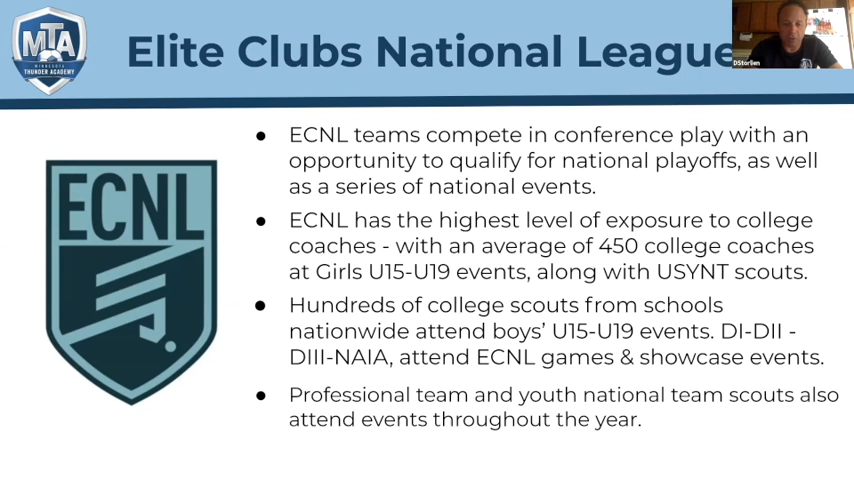 MTA
MINNESOTA
THUNDER ACADEMY
Elite Clubs National League
DStorlien
ECNL
● ECNL teams compete in conference play with an
opportunity to qualify for national playoffs, as well
as a series of national events.
● ECNL has the highest level of exposure to college
coaches - with an average of 450 college coaches
at Girls U15-U19 events, along with USYNT scouts.
● Hundreds of college scouts from schools
nationwide attend boys' U15-U19 events. DI-DII -
DIII-NAIA, attend ECNL games & showcase events.
● Professional team and youth national team scouts also
attend events throughout the year.